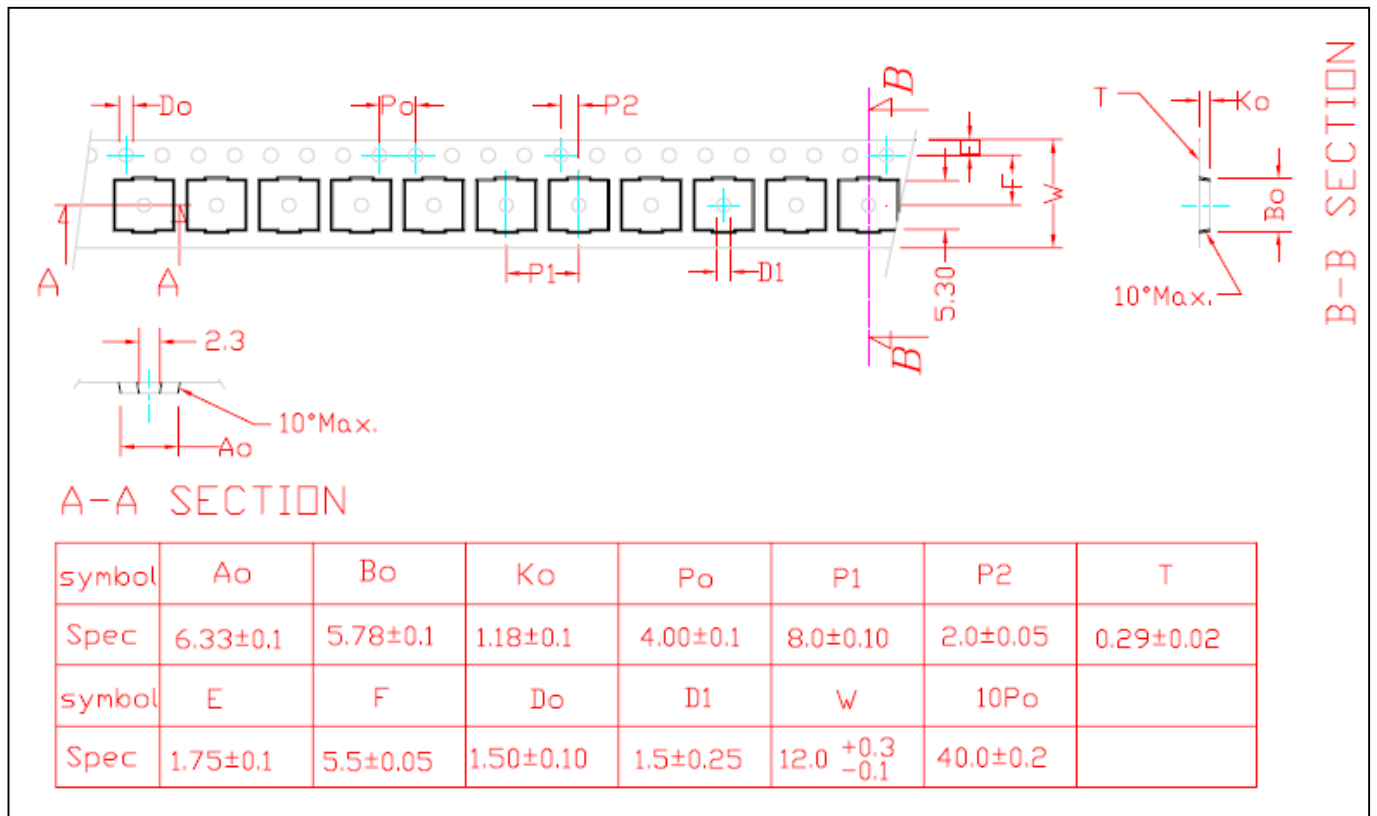 Do
Po
P2
B
T
Ko
E
F
W
Bo
B-B SECTION
A
A
P1
D1
5.30
10°Max.
B
2.3
10°Max.
Ao
A-A SECTION
symbol Ao Bo Ko Po P1 P2 T
Spec 6.33±0.1 5.78±0.1 1.18±0.1 4.00±0.1 8.0±0.10 2.0±0.05 0.29±0.02
symbol E F Do D1 W 10Po
Spec 1.75±0.1 5.5±0.05 1.50±0.10 1.5±0.25 12.0 +0.3 -0.1 40.0±0.2